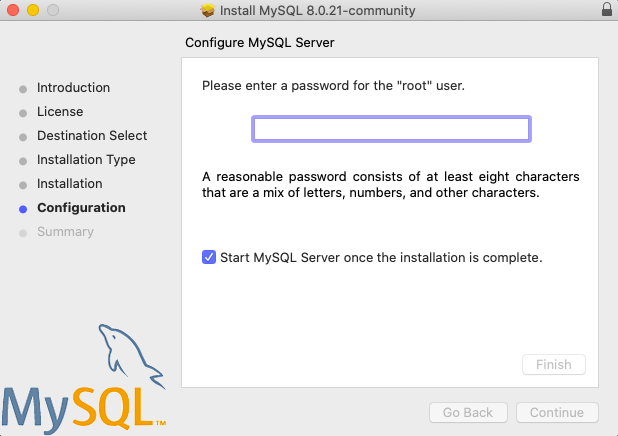 Install MySQL 8.0.21-community
Configure MySQL Server
Introduction
License
Destination Select
Installation Type
Installation
Configuration
Summary
Please enter a password for the "root" user.
A reasonable password consists of at least eight characters
that are a mix of letters, numbers, and other characters.
Start MySQL Server once the installation is complete.
Finish
MySQL™
Go Back
Continue